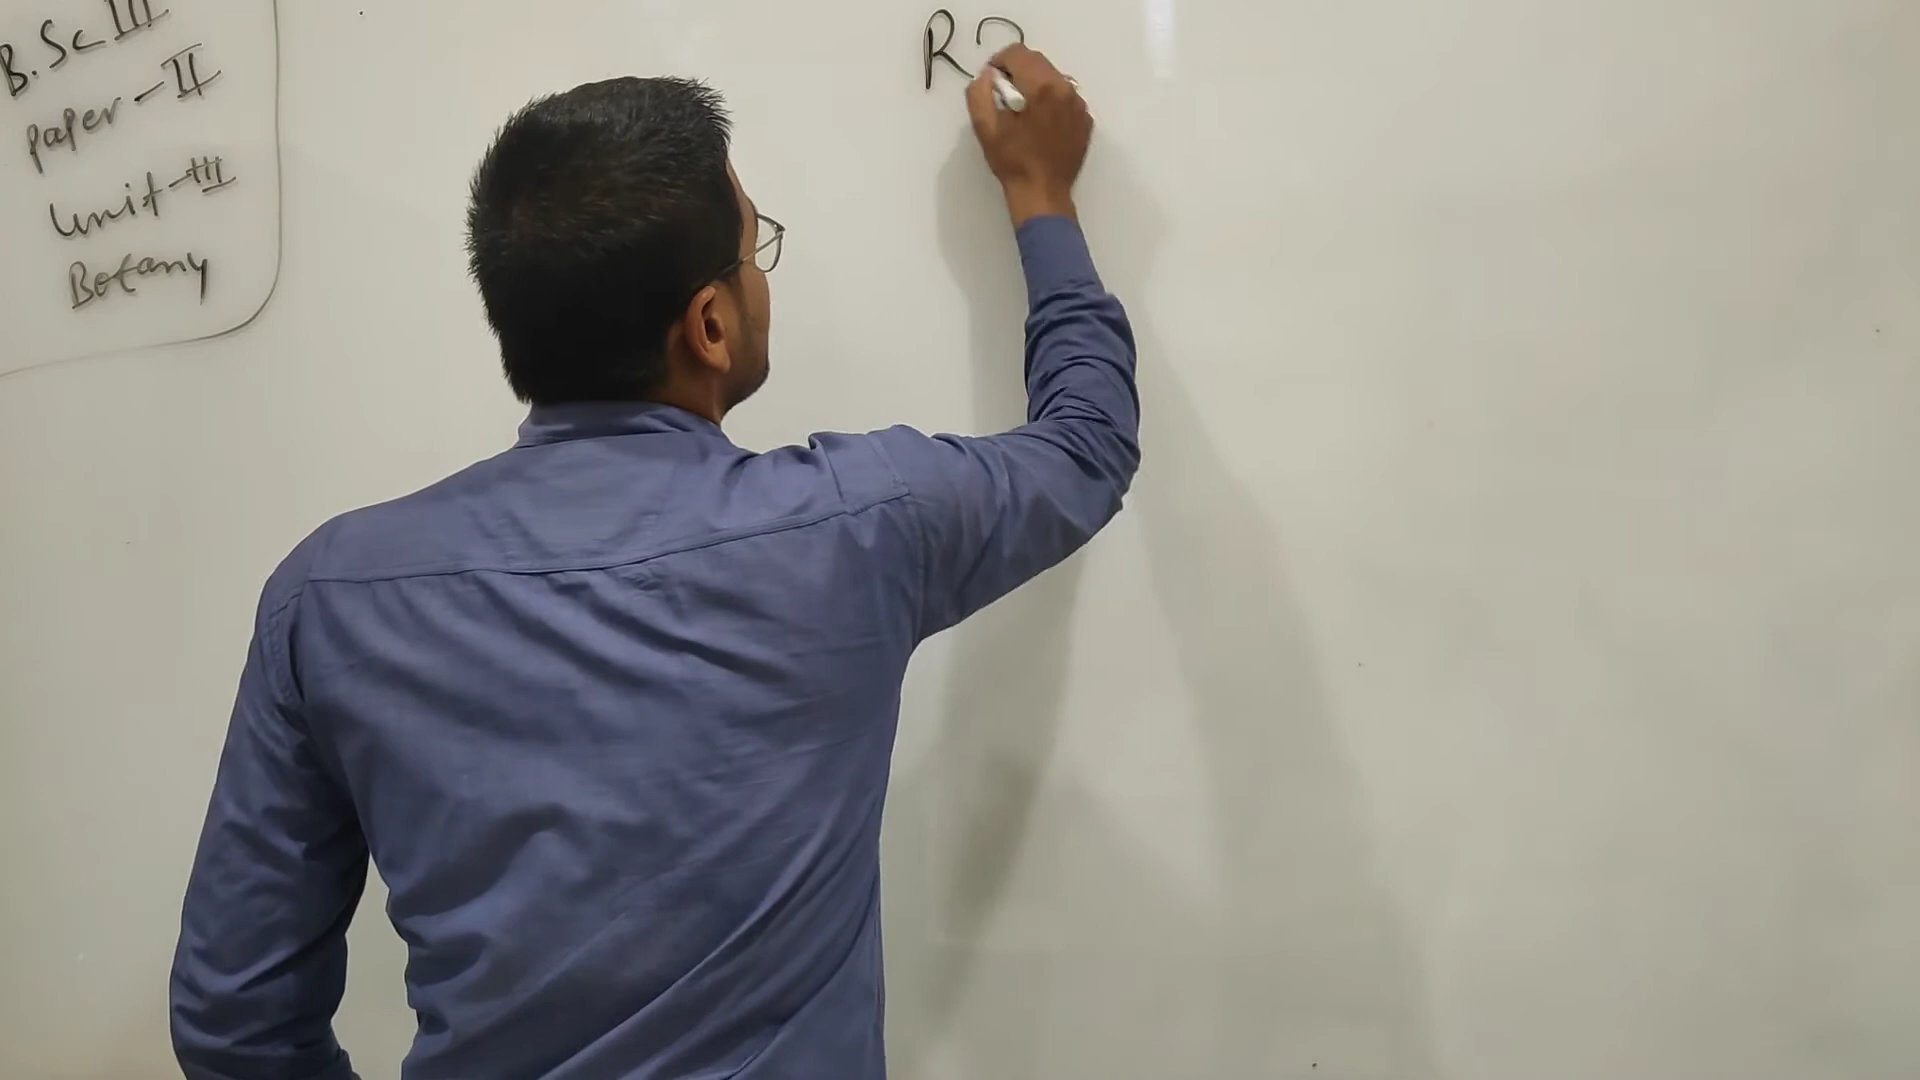 B.Sc III
paper - II
Unit - III
Botany
R